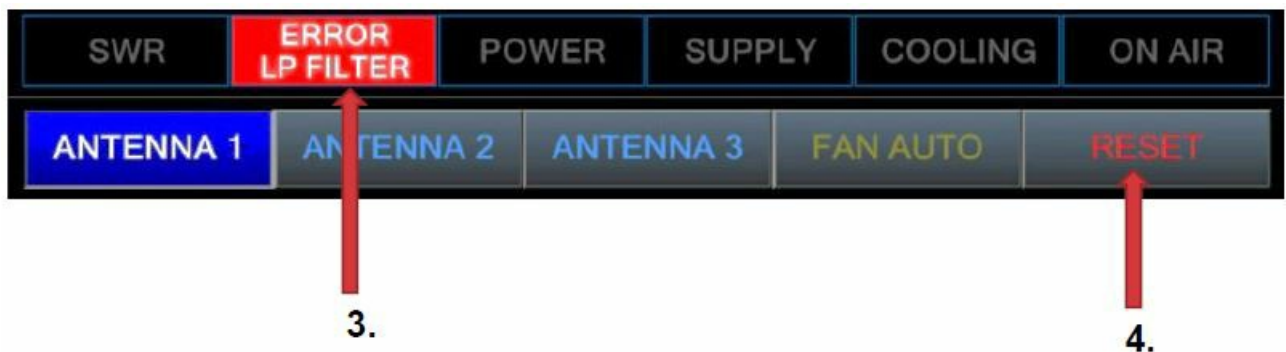 SWR ERROR LP FILTER POWER SUPPLY COOLING ON AIR
ANTENNA 1 ANTENNA 2 ANTENNA 3 FAN AUTO RESET
3.
4.